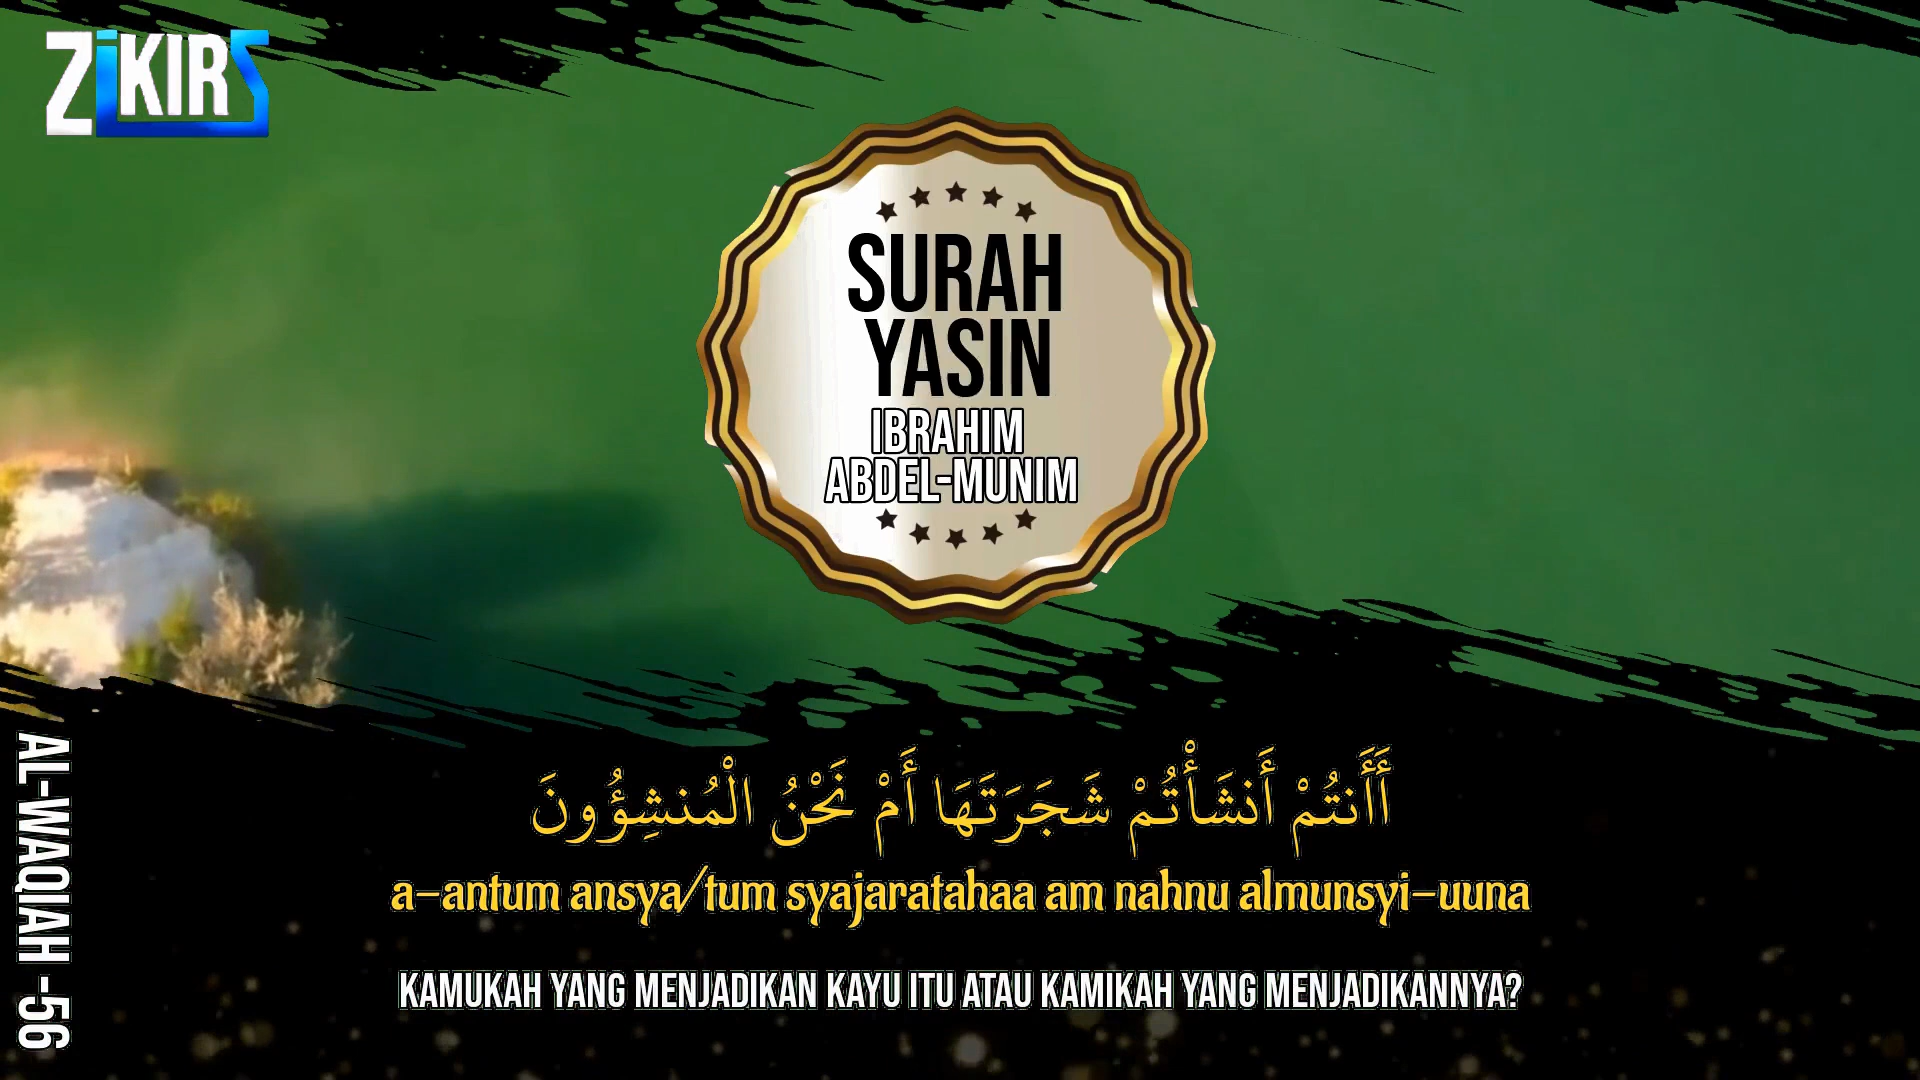 ZiKIRS
SURAH
YASIN
IBRAHIM
ABDEL-MUNIM
أَأَنتُمْ أَنشَأْتُمْ شَجَرَتَهَا أَمْ نَحْنُ الْمُنشِؤُونَ
a-antum ansya/tum syajaratahaa am nahnu almunsyi-uuna
KAMUKAH YANG MENJADIKAN KAYU ITU ATAU KAMIKAH YANG MENJADIKANNYA?
AL-WAQIAH -56